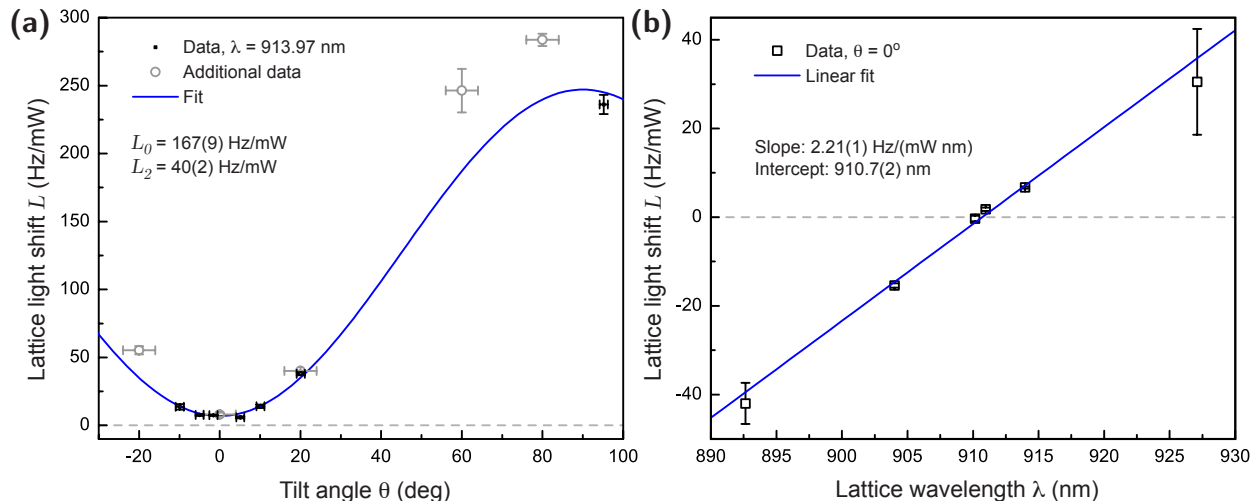 (a)
300
250
200
150
100
50
0
Lattice light shift L (Hz/mW)
Data, λ = 913.97 nm
Additional data
Fit
L0 = 167(9) Hz/mW
L2 = 40(2) Hz/mW
-20 0 20 40 60 80 100
Tilt angle θ (deg)
(b)
40
20
0
-20
-40
Lattice light shift L (Hz/mW)
Data, θ = 0°
Linear fit
Slope: 2.21(1) Hz/(mW nm)
Intercept: 910.7(2) nm
890 895 900 905 910 915 920 925 930
Lattice wavelength λ (nm)